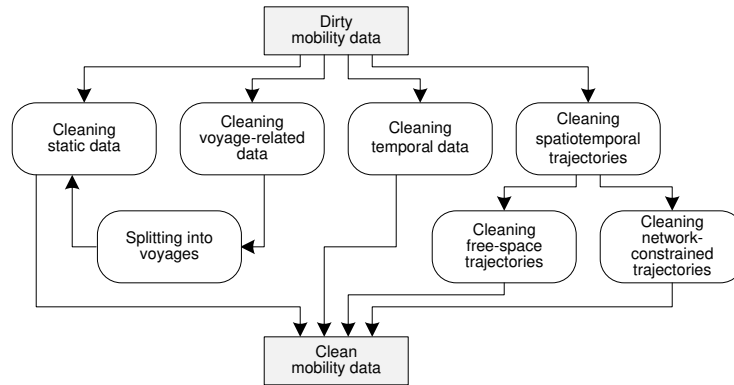 Dirty
mobility data
Cleaning
static data
Cleaning
voyage-related
data
Cleaning
temporal data
Cleaning
spatiotemporal
trajectories
Splitting into
voyages
Cleaning
free-space
trajectories
Cleaning
network-
constrained
trajectories
Clean
mobility data